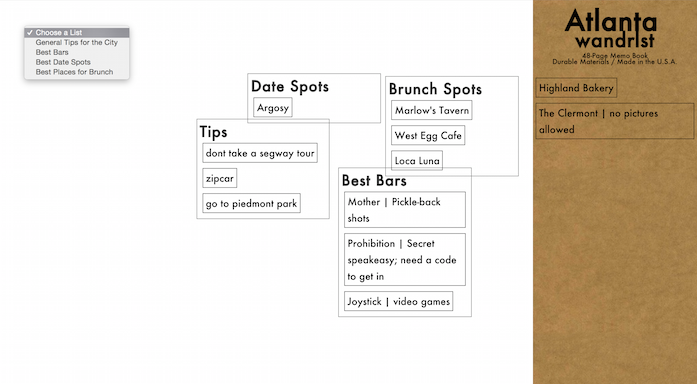 ✓ Choose a List
General Tips for the City
Best Bars
Best Date Spots
Best Places for Brunch
Date Spots
Argosy
Brunch Spots
Marlow's Tavern
West Egg Cafe
Loca Luna
Tips
dont take a segway tour
zipcar
go to piedmont park
Best Bars
Mother | Pickle-back
shots
Prohibition | Secret
speakeasy; need a code
to get in
Joystick | video games
Atlanta
wandrlst
48-Page Memo Book
Durable Materials / Made in the U.S.A.
Highland Bakery
The Clermont | no pictures
allowed